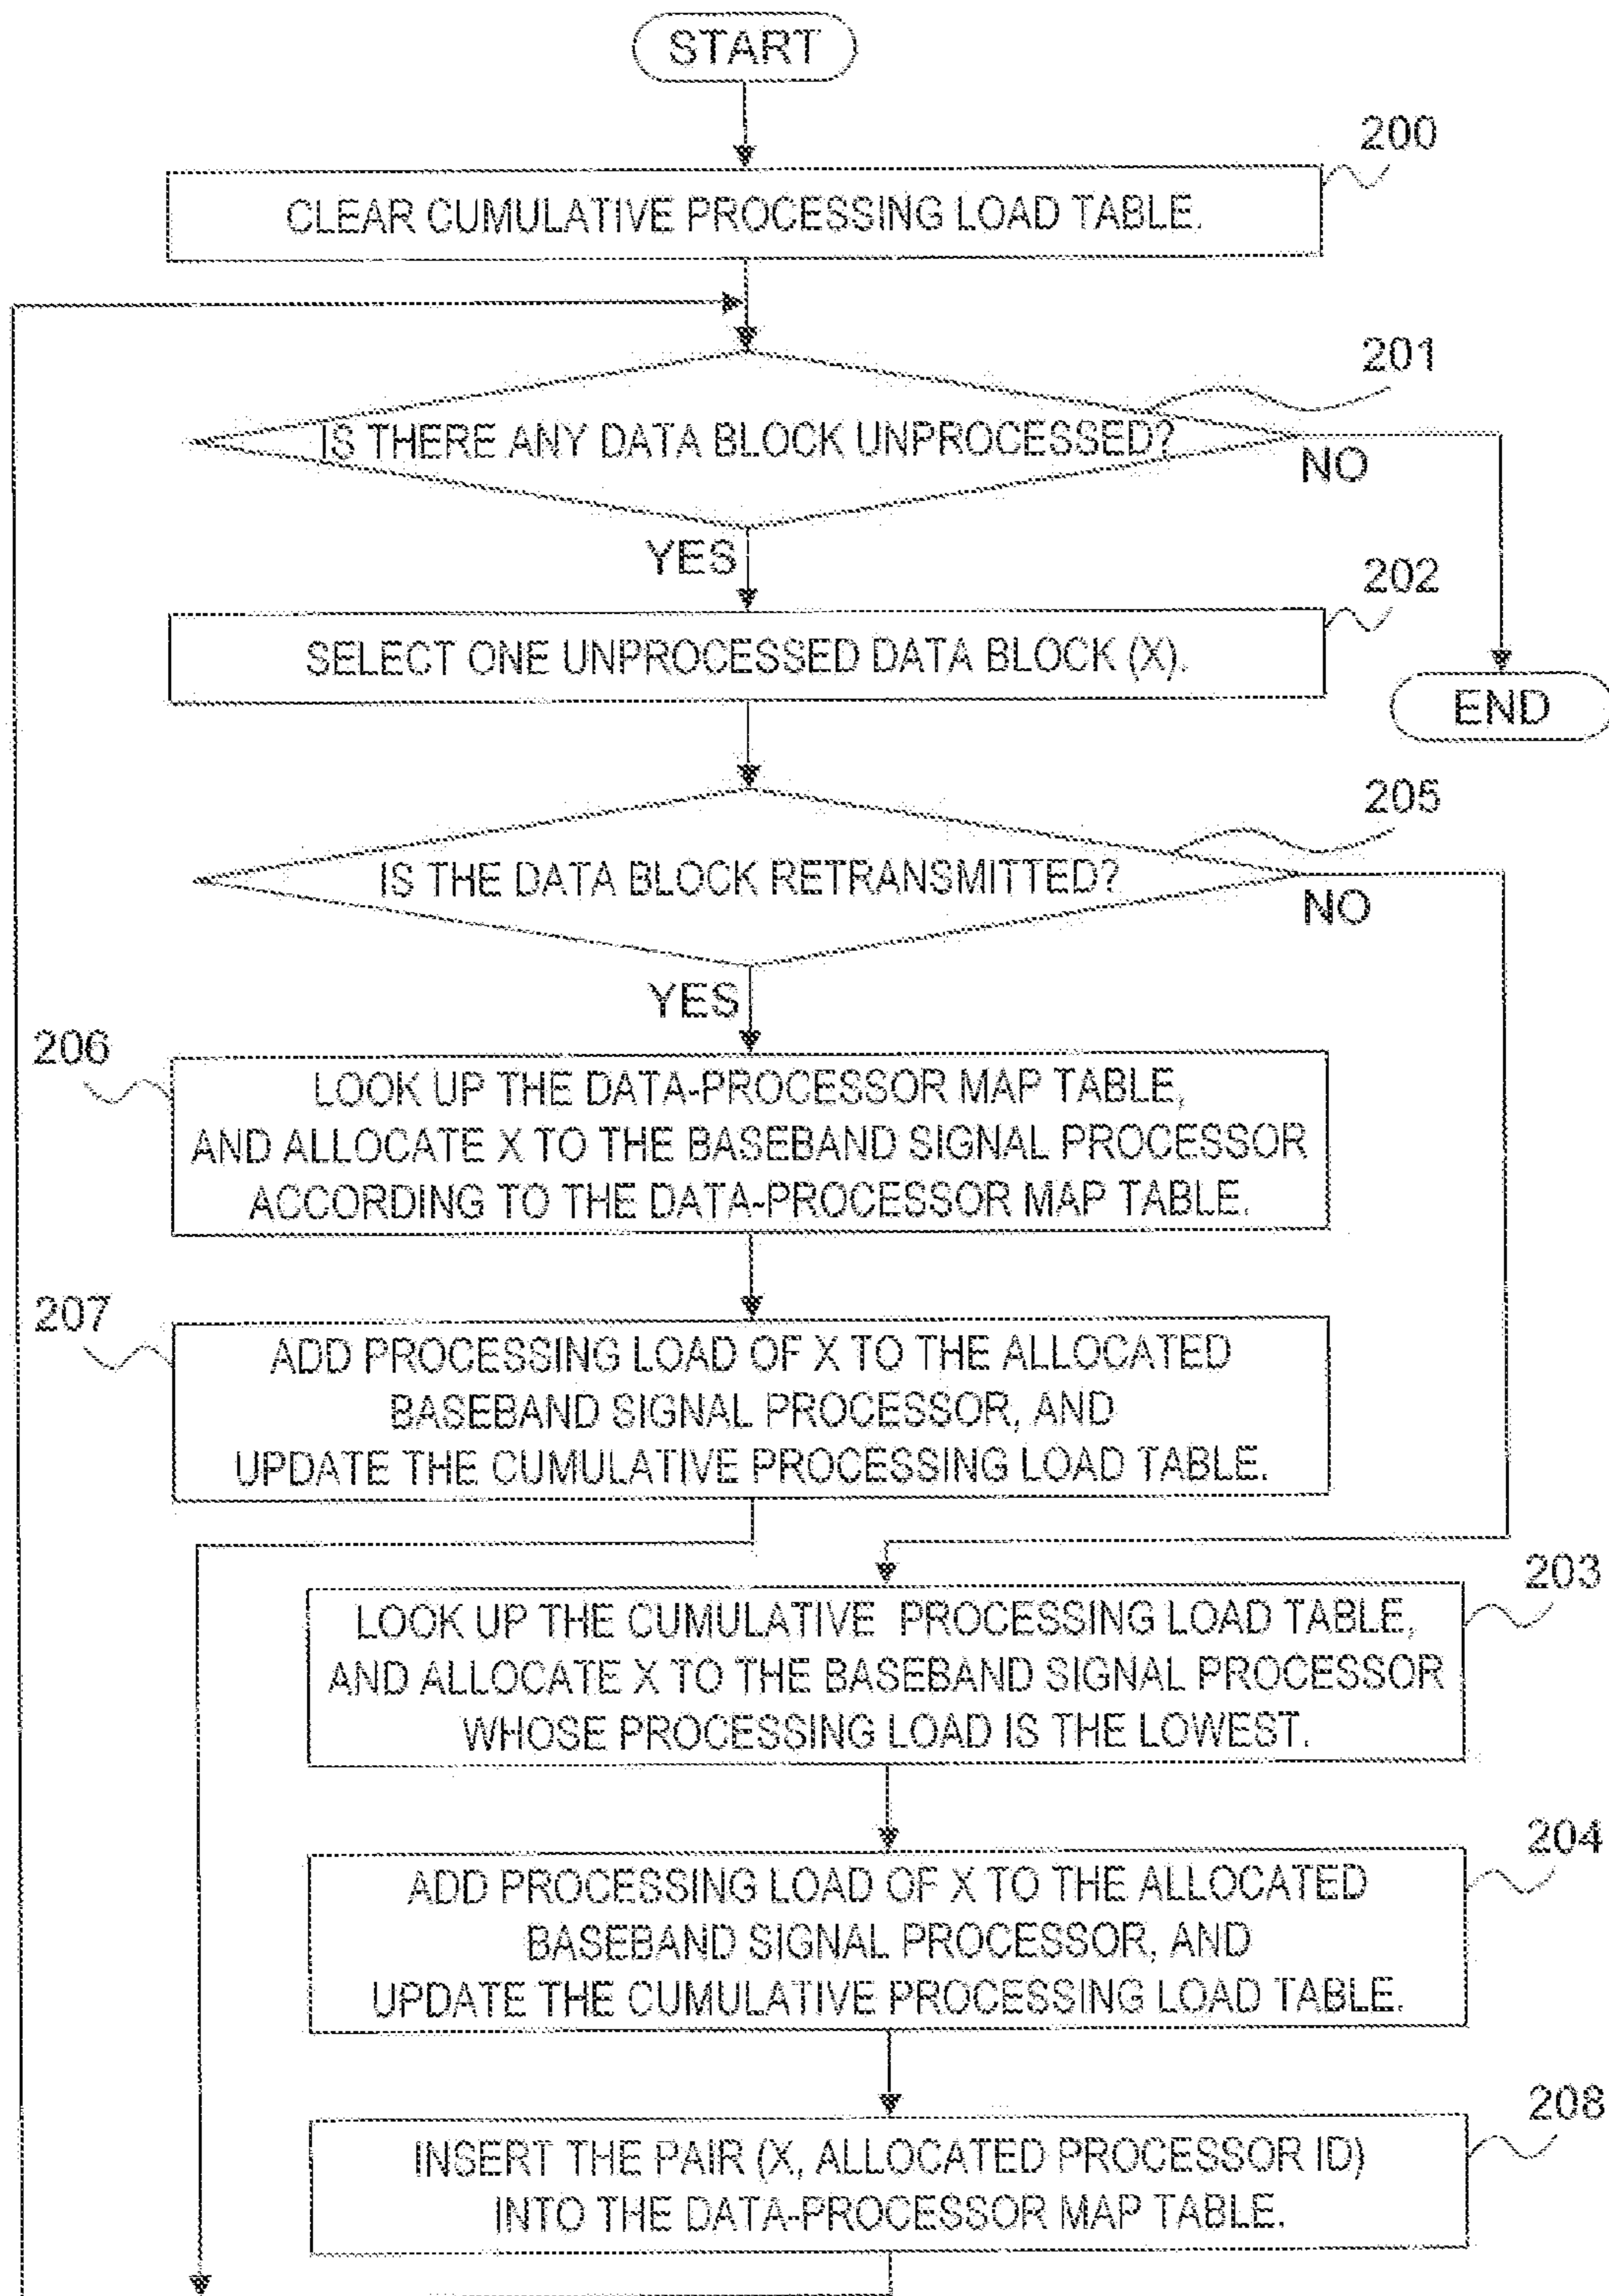 START
200
CLEAR CUMULATIVE PROCESSING LOAD TABLE.
201
IS THERE ANY DATA BLOCK UNPROCESSED?
NO
YES
202
SELECT ONE UNPROCESSED DATA BLOCK (X).
END
205
IS THE DATA BLOCK RETRANSMITTED?
NO
YES
206
LOOK UP THE DATA-PROCESSOR MAP TABLE,
AND ALLOCATE X TO THE BASEBAND SIGNAL PROCESSOR
ACCORDING TO THE DATA-PROCESSOR MAP TABLE.
207
ADD PROCESSING LOAD OF X TO THE ALLOCATED
BASEBAND SIGNAL PROCESSOR, AND
UPDATE THE CUMULATIVE PROCESSING LOAD TABLE.
203
LOOK UP THE CUMULATIVE PROCESSING LOAD TABLE,
AND ALLOCATE X TO THE BASEBAND SIGNAL PROCESSOR
WHOSE PROCESSING LOAD IS THE LOWEST.
204
ADD PROCESSING LOAD OF X TO THE ALLOCATED
BASEBAND SIGNAL PROCESSOR, AND
UPDATE THE CUMULATIVE PROCESSING LOAD TABLE.
208
INSERT THE PAIR (X, ALLOCATED PROCESSOR ID)
INTO THE DATA-PROCESSOR MAP TABLE.